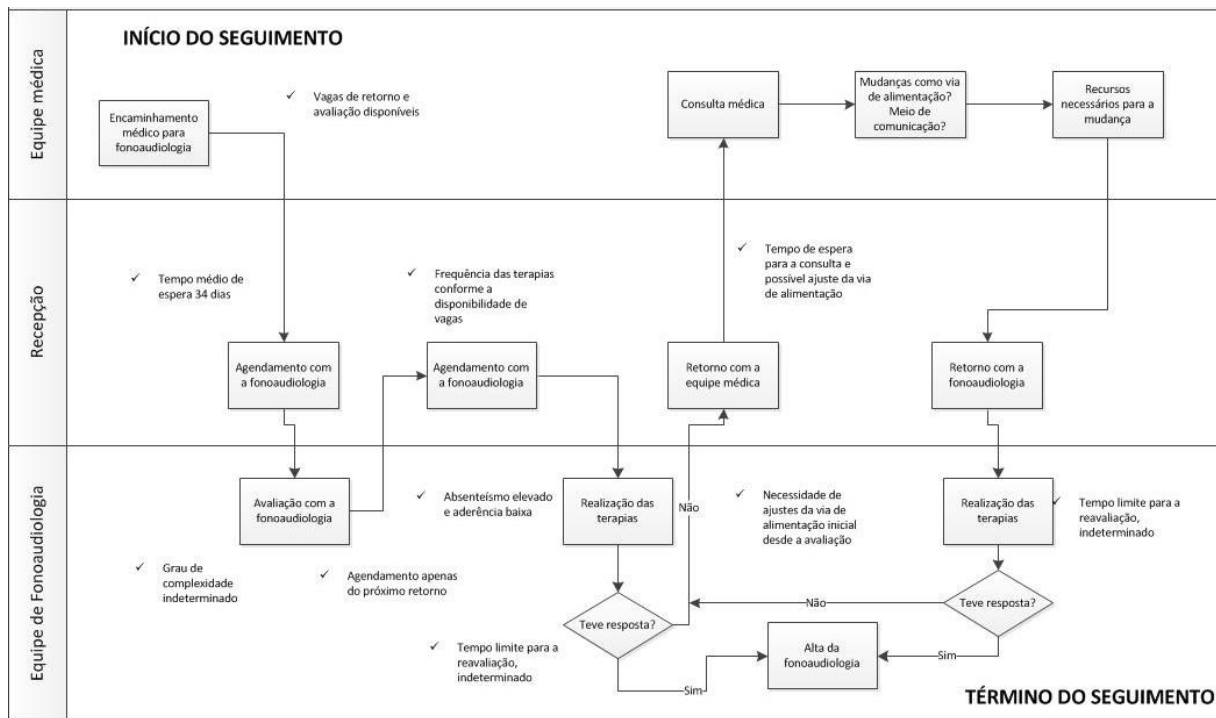 INÍCIO DO SEGUIMENTO
Equipe médica
Encaminhamento
médico para
fonoaudiologia
✓ Vagas de retorno e
avaliação disponíveis
Consulta médica
Mudanças como via
de alimentação?
Meio de
comunicação?
Recursos
necessários para a
mudança
Recepção
✓ Tempo médio de
espera 34 dias
✓ Frequência das terapias
conforme a
disponibilidade de
vagas
✓ Tempo de espera
para a consulta e
possível ajuste da via
de alimentação
Agendamento com
a fonoaudiologia
Agendamento com
a fonoaudiologia
Retorno com a
equipe médica
Retorno com a
fonoaudiologia
Equipe de Fonoaudiologia
Avaliação com a
fonoaudiologia
✓ Absenteísmo elevado
e aderência baixa
Realização das
terapias
Não
✓ Necessidade de
ajustes da via de
alimentação inicial
desde a avaliação
Realização das
terapias
✓ Tempo limite para a
reavaliação,
indeterminado
✓ Grau de
complexidade
indeterminado
✓ Agendamento apenas
do próximo retorno
Teve resposta?
Não
Teve resposta?
✓ Tempo limite para a
reavaliação,
indeterminado
Alta da
fonoaudiologia
Sim
Sim
TÉRMINO DO SEGUIMENTO